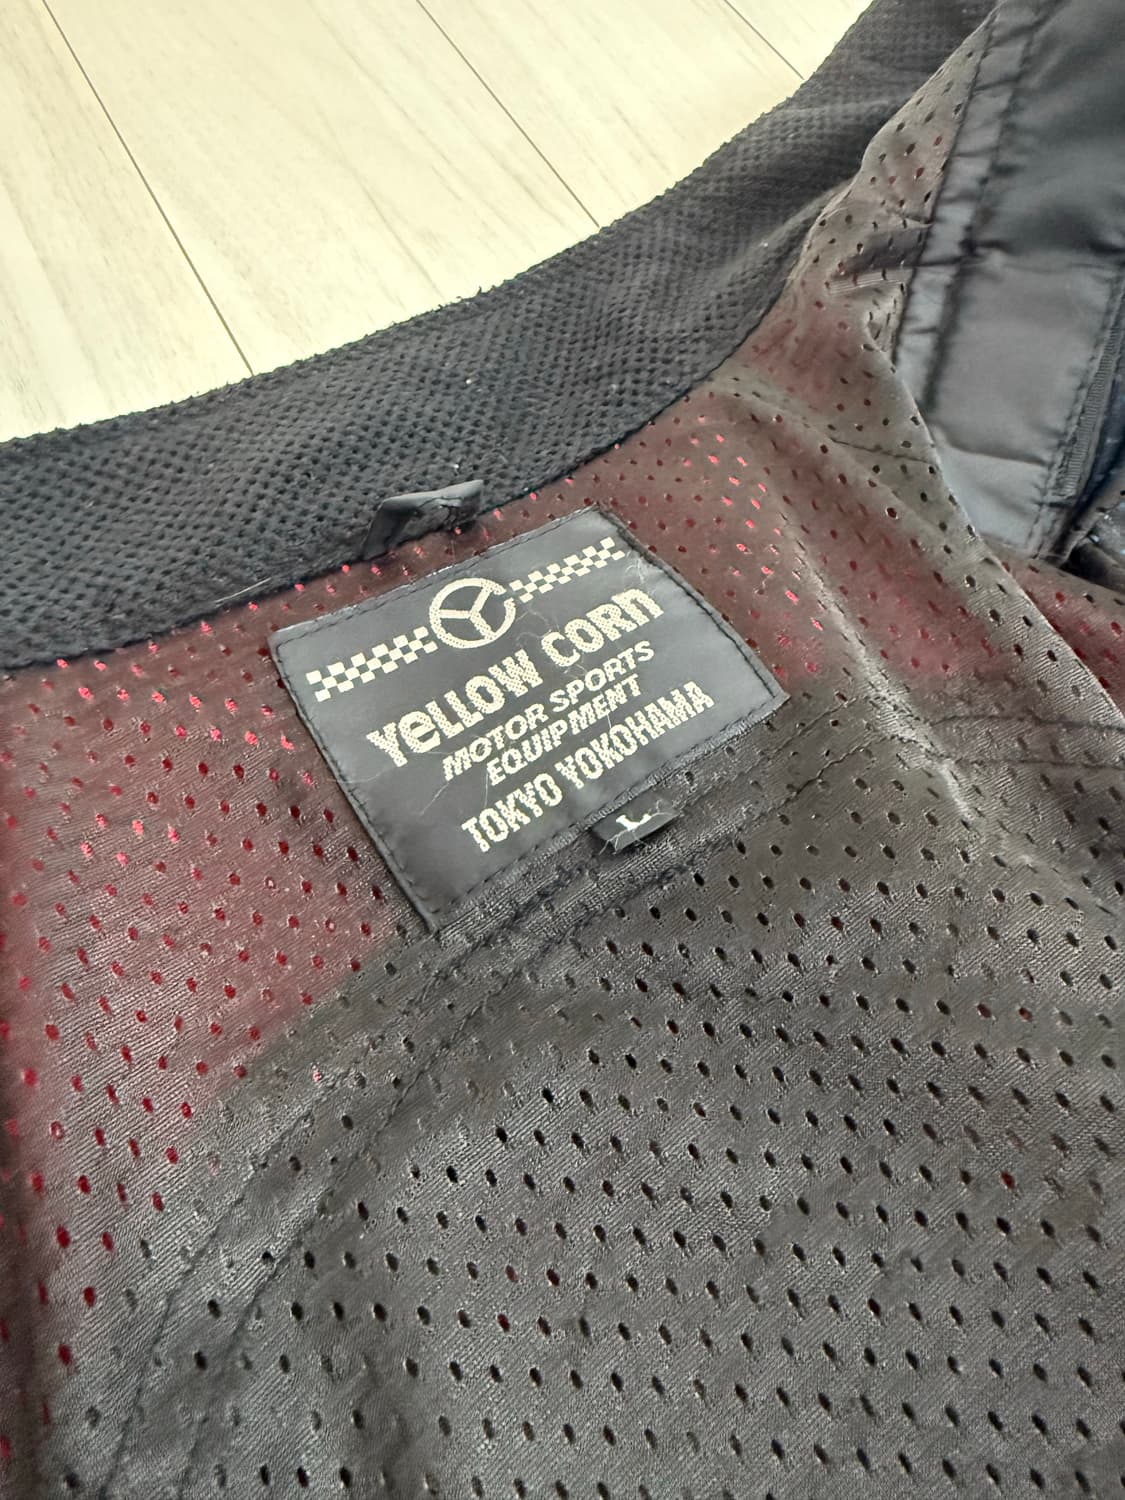 YELLOW CORN
MOTOR SPORTS
EQUIPMENT
TOKYO YOKOHAMA
L